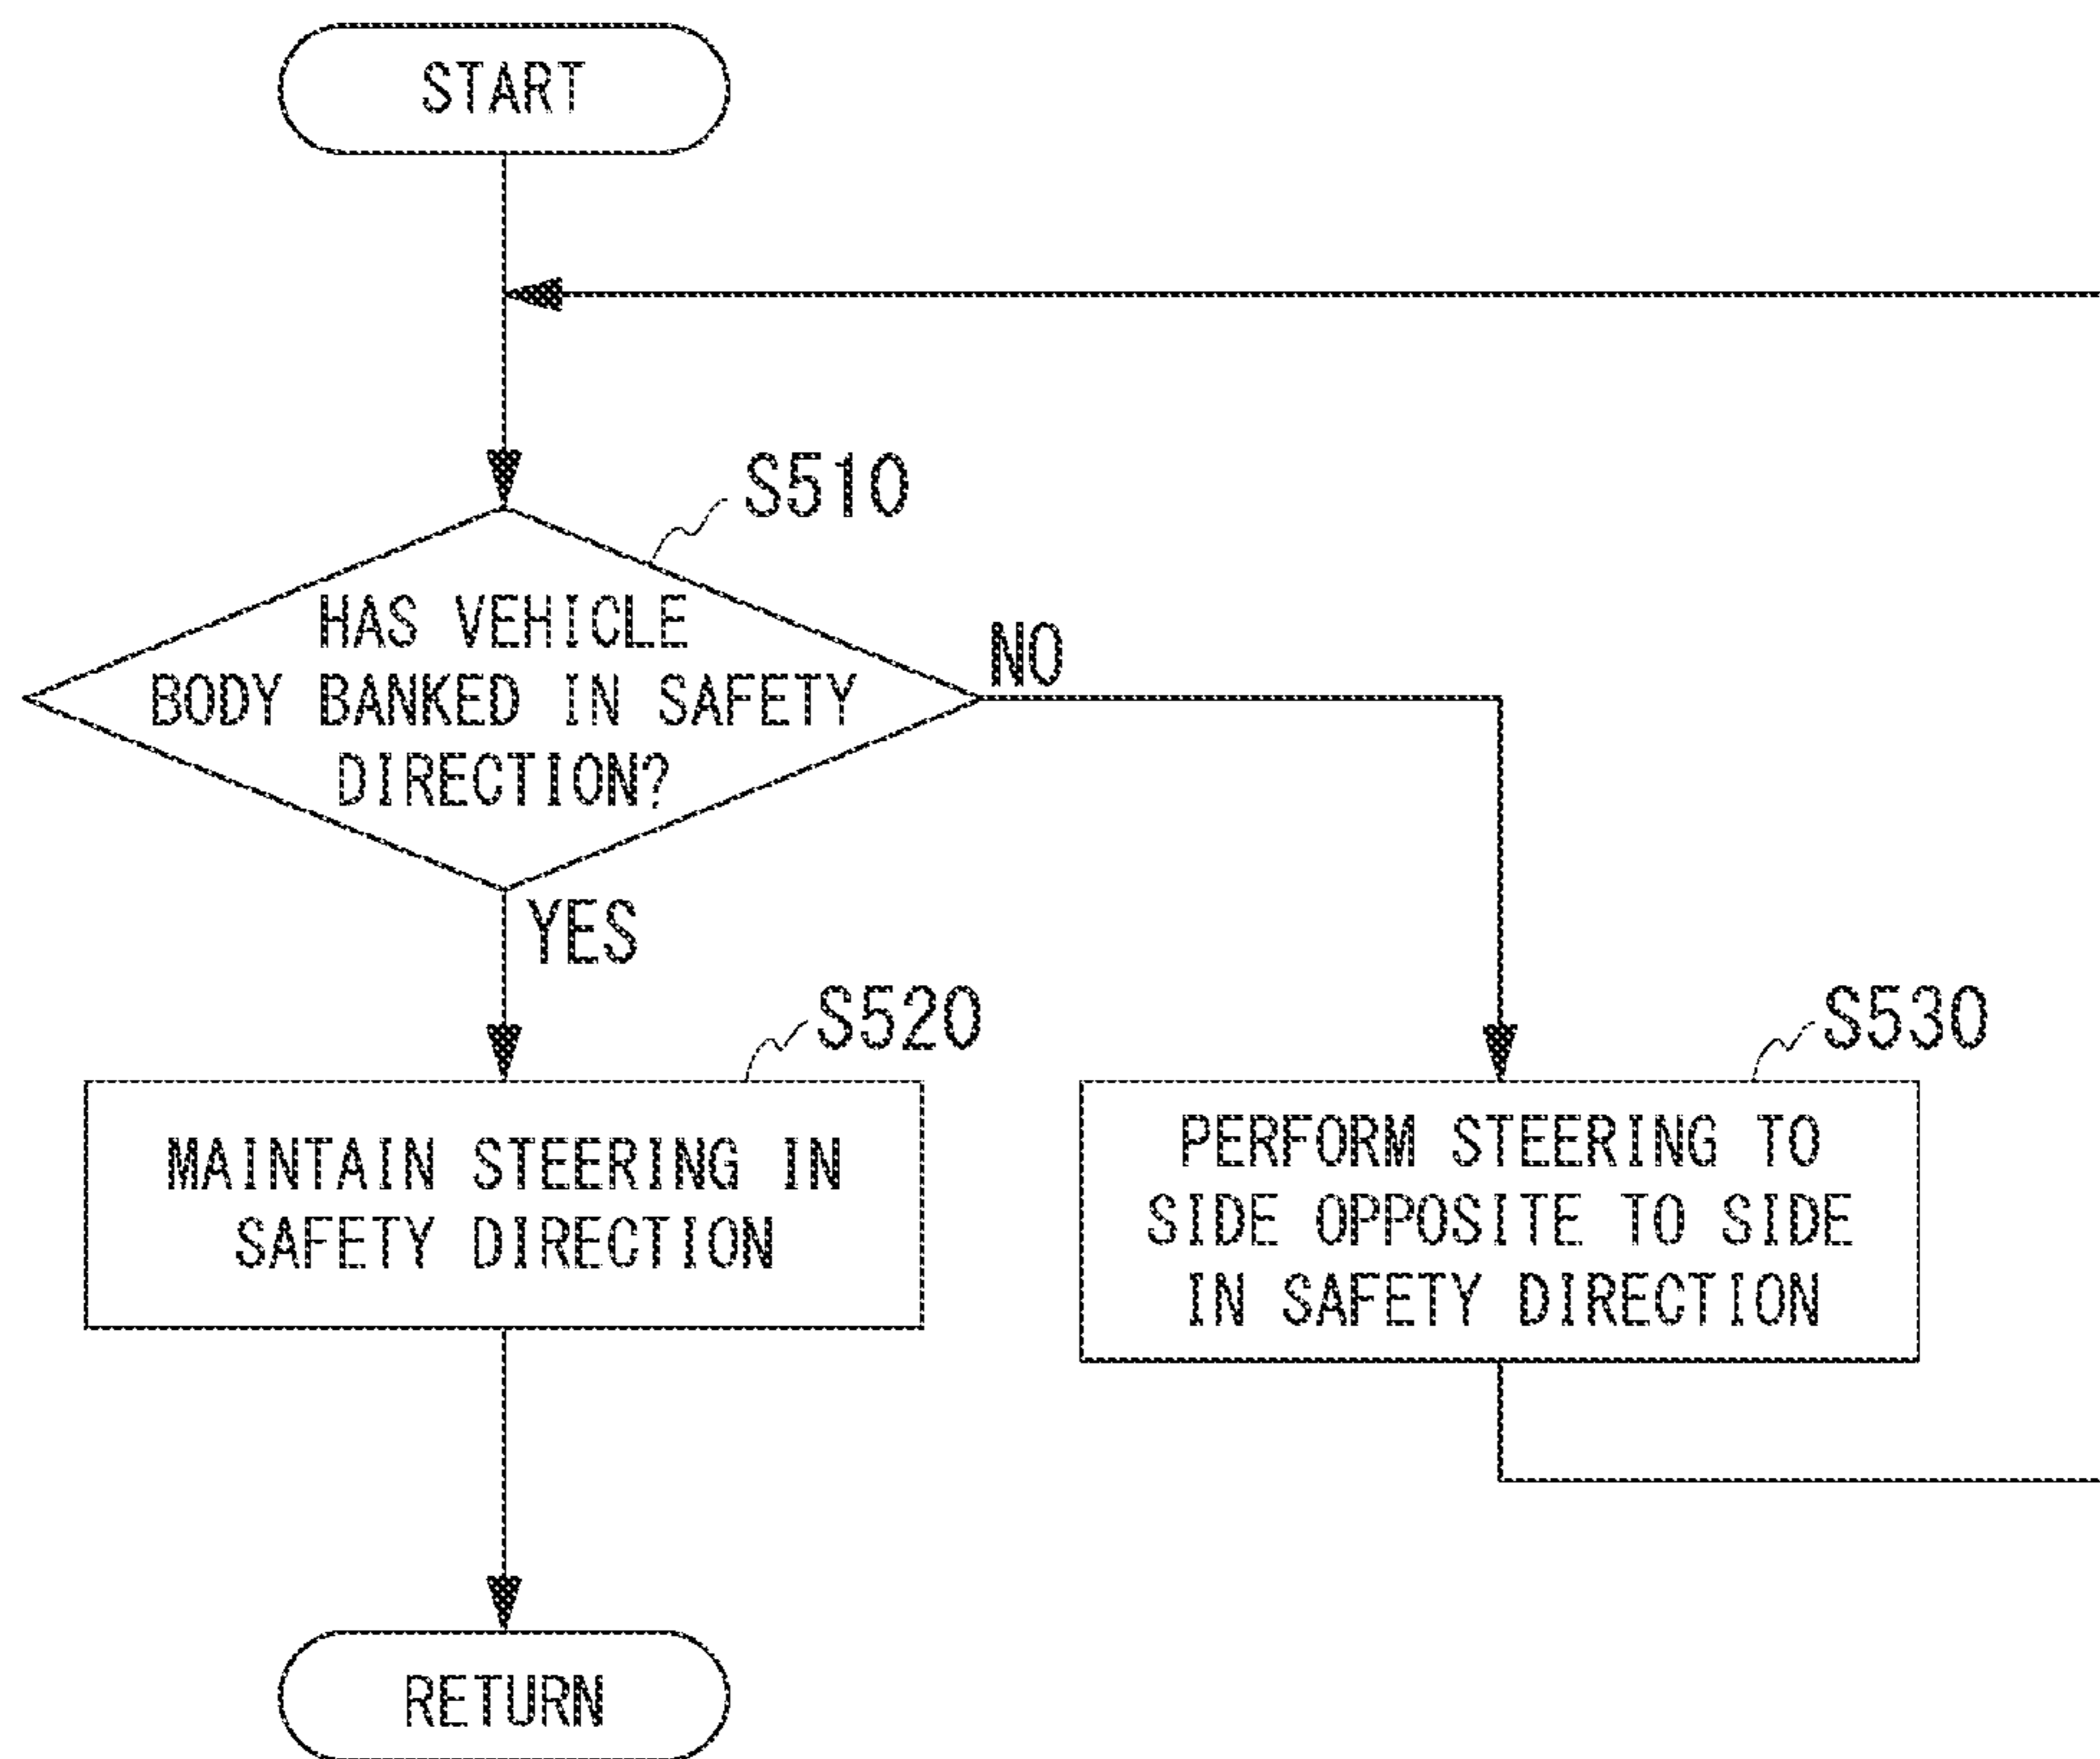 START
S510
HAS VEHICLE
BODY BANKED IN SAFETY
DIRECTION?
NO
YES
S520
MAINTAIN STEERING IN
SAFETY DIRECTION
S530
PERFORM STEERING TO
SIDE OPPOSITE TO SIDE
IN SAFETY DIRECTION
RETURN